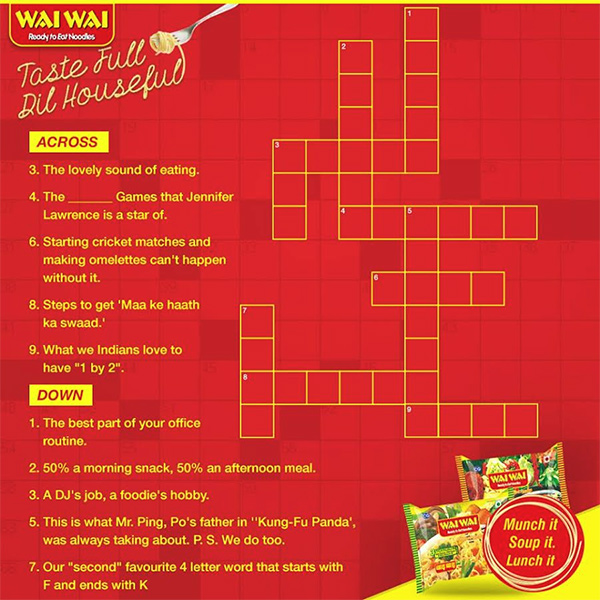 WAI WAI
Ready to Eat Noodles
Taste Full
Dil Houseful
ACROSS
3. The lovely sound of eating.
4. The ______ Games that Jennifer
Lawrence is a star of.
6. Starting cricket matches and
making omelettes can't happen
without it.
8. Steps to get 'Maa ke haath
ka swaad.'
9. What we Indians love to
have "1 by 2".
DOWN
1. The best part of your office
routine.
2. 50% a morning snack, 50% an afternoon meal.
3. A DJ's job, a foodie's hobby.
5. This is what Mr. Ping, Po's father in ''Kung-Fu Panda',
was always taking about. P. S. We do too.
7. Our "second" favourite 4 letter word that starts with
F and ends with K
1
2
3
4
5
6
7
8
9
WAI WAI
WAI WAI
Munch it
Soup it.
Lunch it